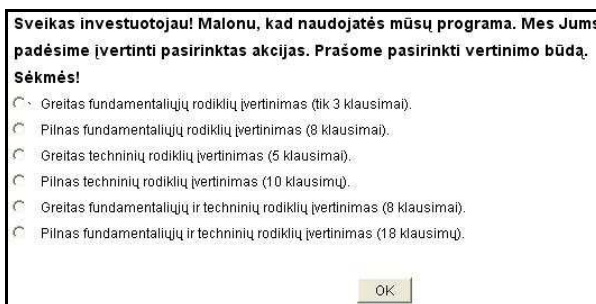 Sveikas investuotojau! Malonu, kad naudojatės mūsų programa. Mes Jums
padėsime įvertinti pasirinktas akcijas. Prašome pasirinkti vertinimo būdą.
Sėkmės!
Greitas fundamentaliųjų rodiklių įvertinimas (tik 3 klausimai).
Pilnas fundamentaliųjų rodiklių įvertinimas (8 klausimai).
Greitas techninių rodiklių įvertinimas (5 klausimai).
Pilnas techninių rodiklių įvertinimas (10 klausimų).
Greitas fundamentaliųjų ir techninių rodiklių įvertinimas (8 klausimai).
Pilnas fundamentaliųjų ir techninių rodiklių įvertinimas (18 klausimų).
OK